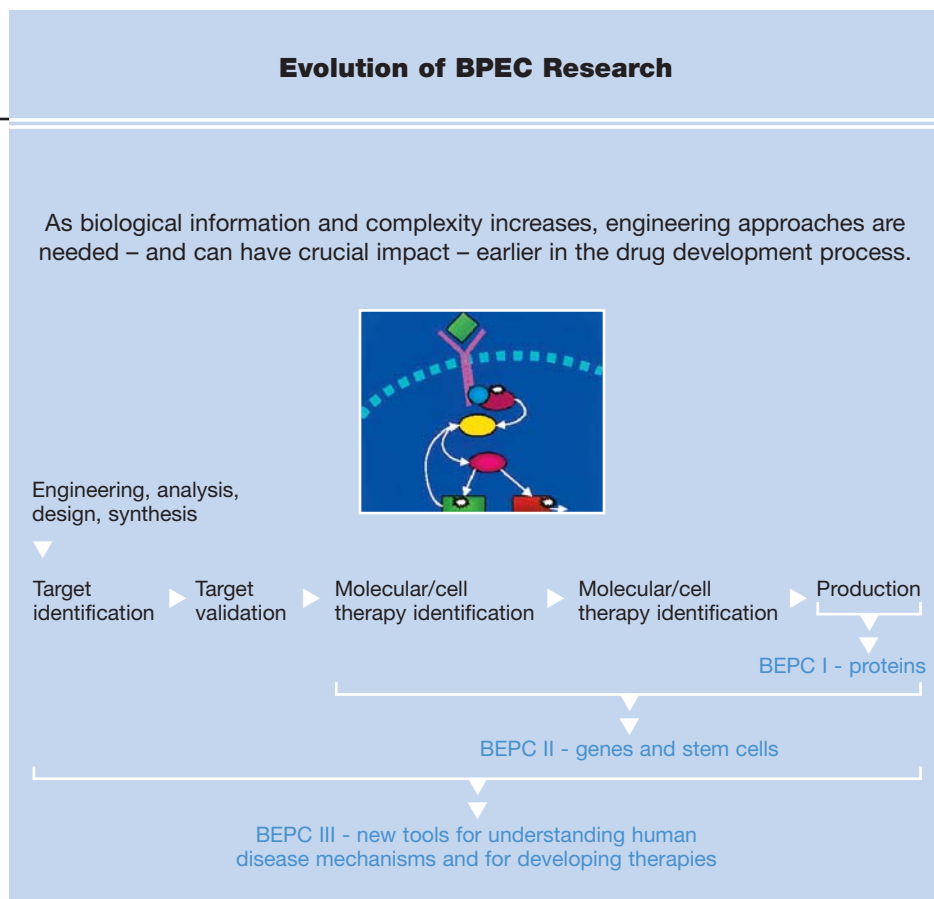 Evolution of BPEC Research
As biological information and complexity increases, engineering approaches are
needed – and can have crucial impact – earlier in the drug development process.
Engineering, analysis,
design, synthesis
Target
identification
Target
validation
Molecular/cell
therapy identification
Molecular/cell
therapy identification
Production
BEPC I - proteins
BEPC II - genes and stem cells
BEPC III - new tools for understanding human
disease mechanisms and for developing therapies